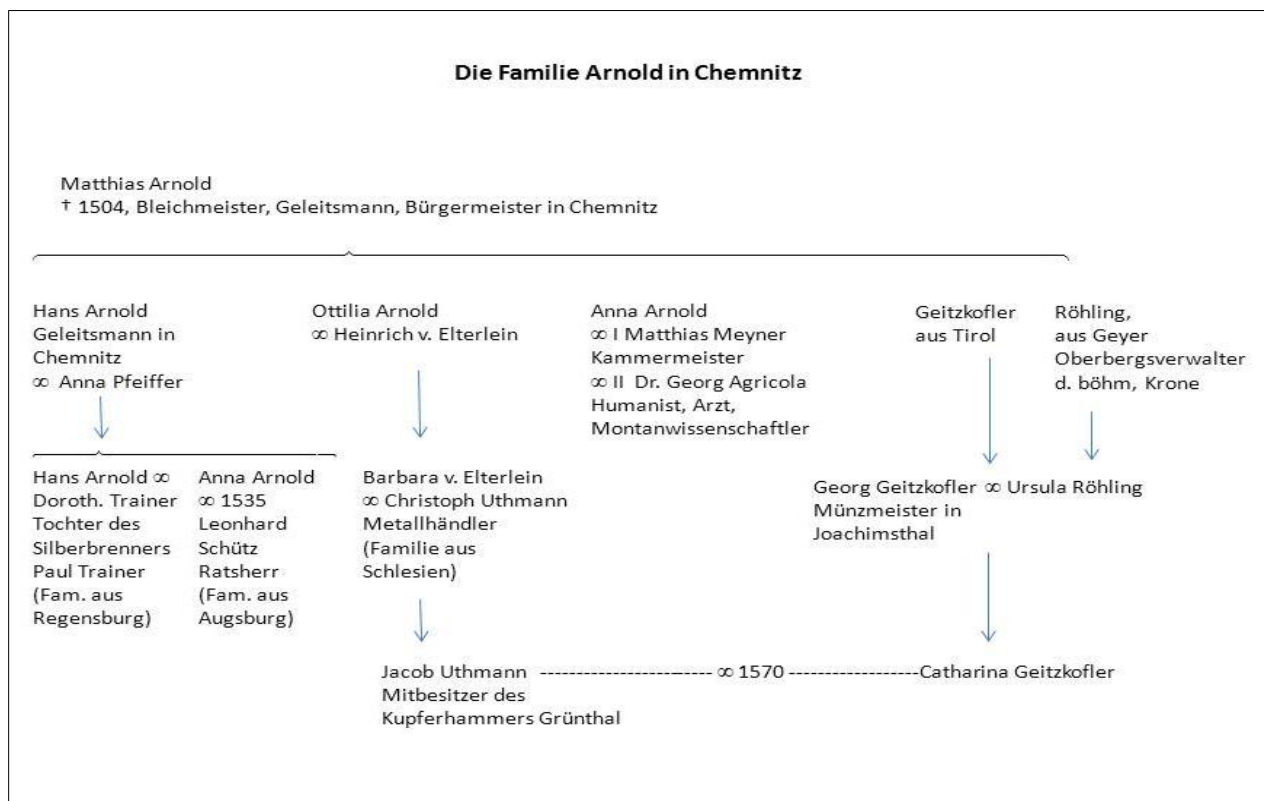 Die Familie Arnold in Chemnitz
Matthias Arnold
† 1504, Bleichmeister, Geleitsmann, Bürgermeister in Chemnitz
Hans Arnold
Geleitsmann in
Chemnitz
∞ Anna Pfeiffer
Ottilia Arnold
∞ Heinrich v. Elterlein
Anna Arnold
∞ I Matthias Meyner
Kammermeister
∞ II Dr. Georg Agricola
Humanist, Arzt,
Montanwissenschaftler
Geitzkofler
aus Tirol
Röhling,
aus Geyer
Oberbergsverwalter
d. böhm, Krone
Hans Arnold ∞
Doroth. Trainer
Tochter des
Silberbrenners
Paul Trainer
(Fam. aus
Regensburg)
Anna Arnold
∞ 1535
Leonhard
Schütz
Ratsherr
(Fam. aus
Augsburg)
Barbara v. Elterlein
∞ Christoph Uthmann
Metallhändler
(Familie aus
Schlesien)
Georg Geitzkofler ∞ Ursula Röhling
Münzmeister in
Joachimsthal
Jacob Uthmann ----------------------- ∞ 1570 ------------------Catharina Geitzkofler
Mitbesitzer des
Kupferhammers Grünthal